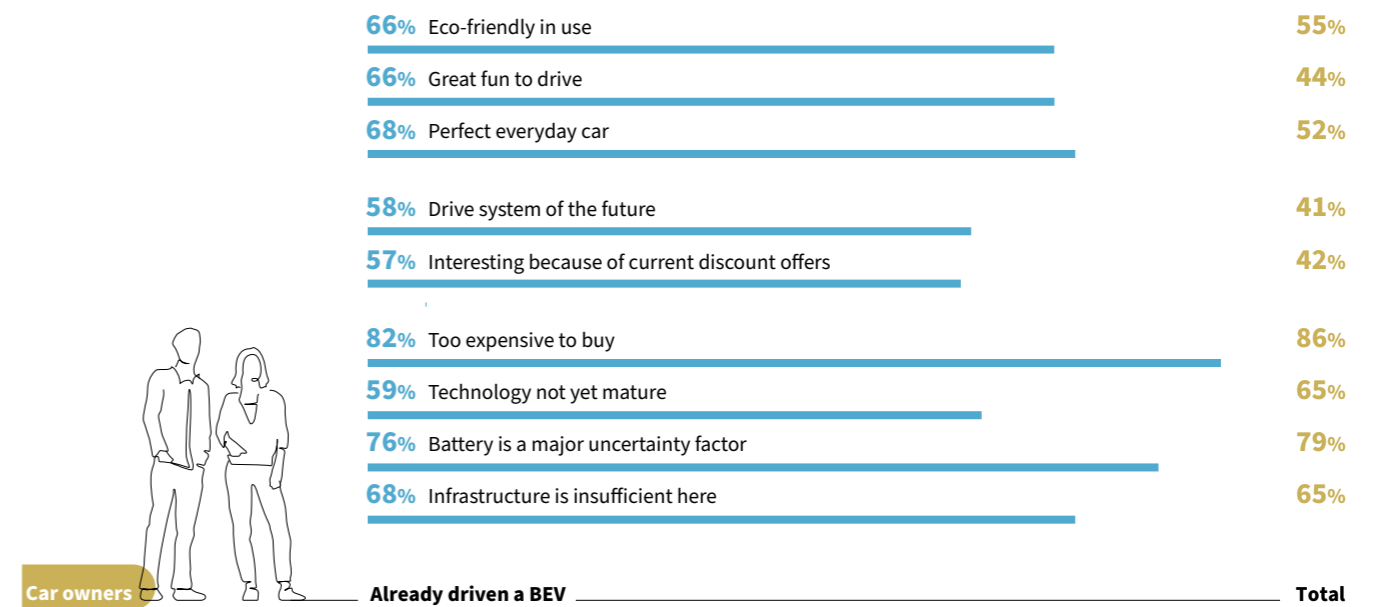 66% Eco-friendly in use 55%
66% Great fun to drive 44%
68% Perfect everyday car 52%
58% Drive system of the future 41%
57% Interesting because of current discount offers 42%
82% Too expensive to buy 86%
59% Technology not yet mature 65%
76% Battery is a major uncertainty factor 79%
68% Infrastructure is insufficient here 65%
Car owners Already driven a BEV Total